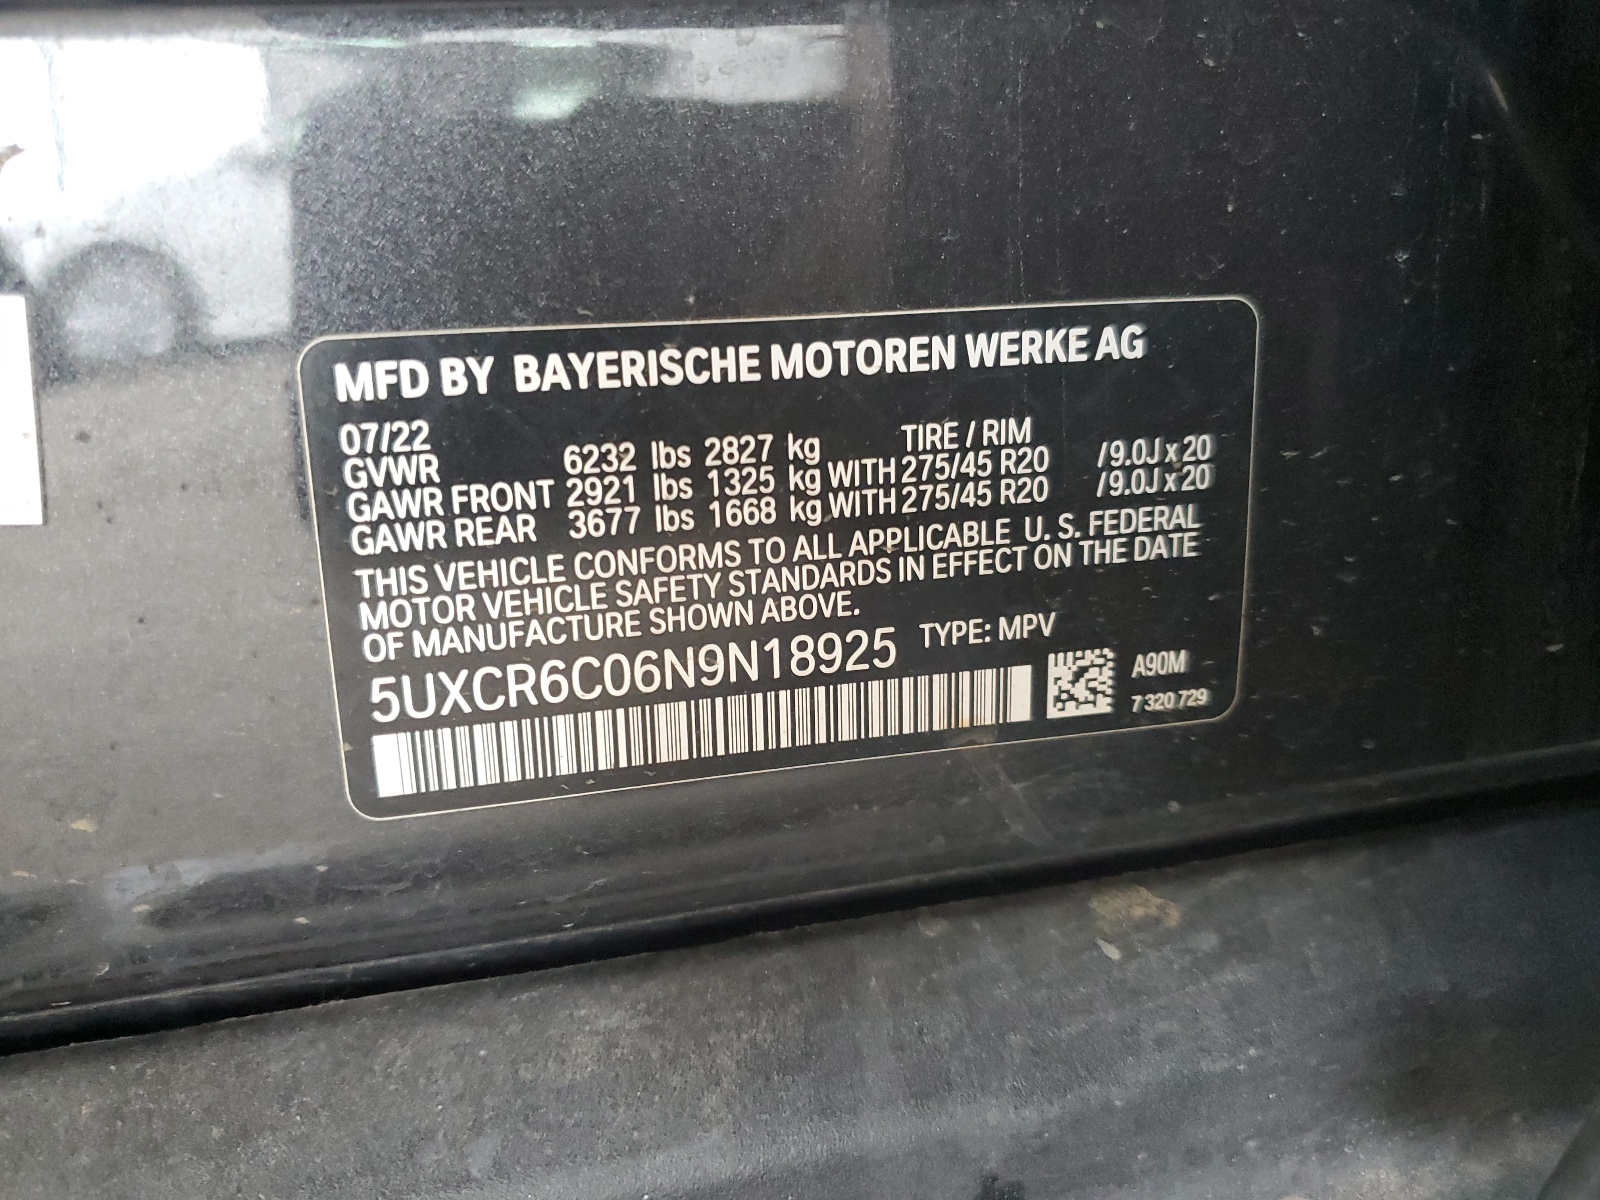 MFD BY BAYERISCHE MOTOREN WERKE AG
07/22 TIRE / RIM
GVWR 6232 lbs 2827 kg
GAWR FRONT 2921 lbs 1325 kg WITH 275/45 R20 /9.0J x 20
GAWR REAR 3677 lbs 1668 kg WITH 275/45 R20 /9.0J x 20
THIS VEHICLE CONFORMS TO ALL APPLICABLE U. S. FEDERAL
MOTOR VEHICLE SAFETY STANDARDS IN EFFECT ON THE DATE
OF MANUFACTURE SHOWN ABOVE.
5UXCR6C06N9N18925 TYPE: MPV
A90M
7 320 729